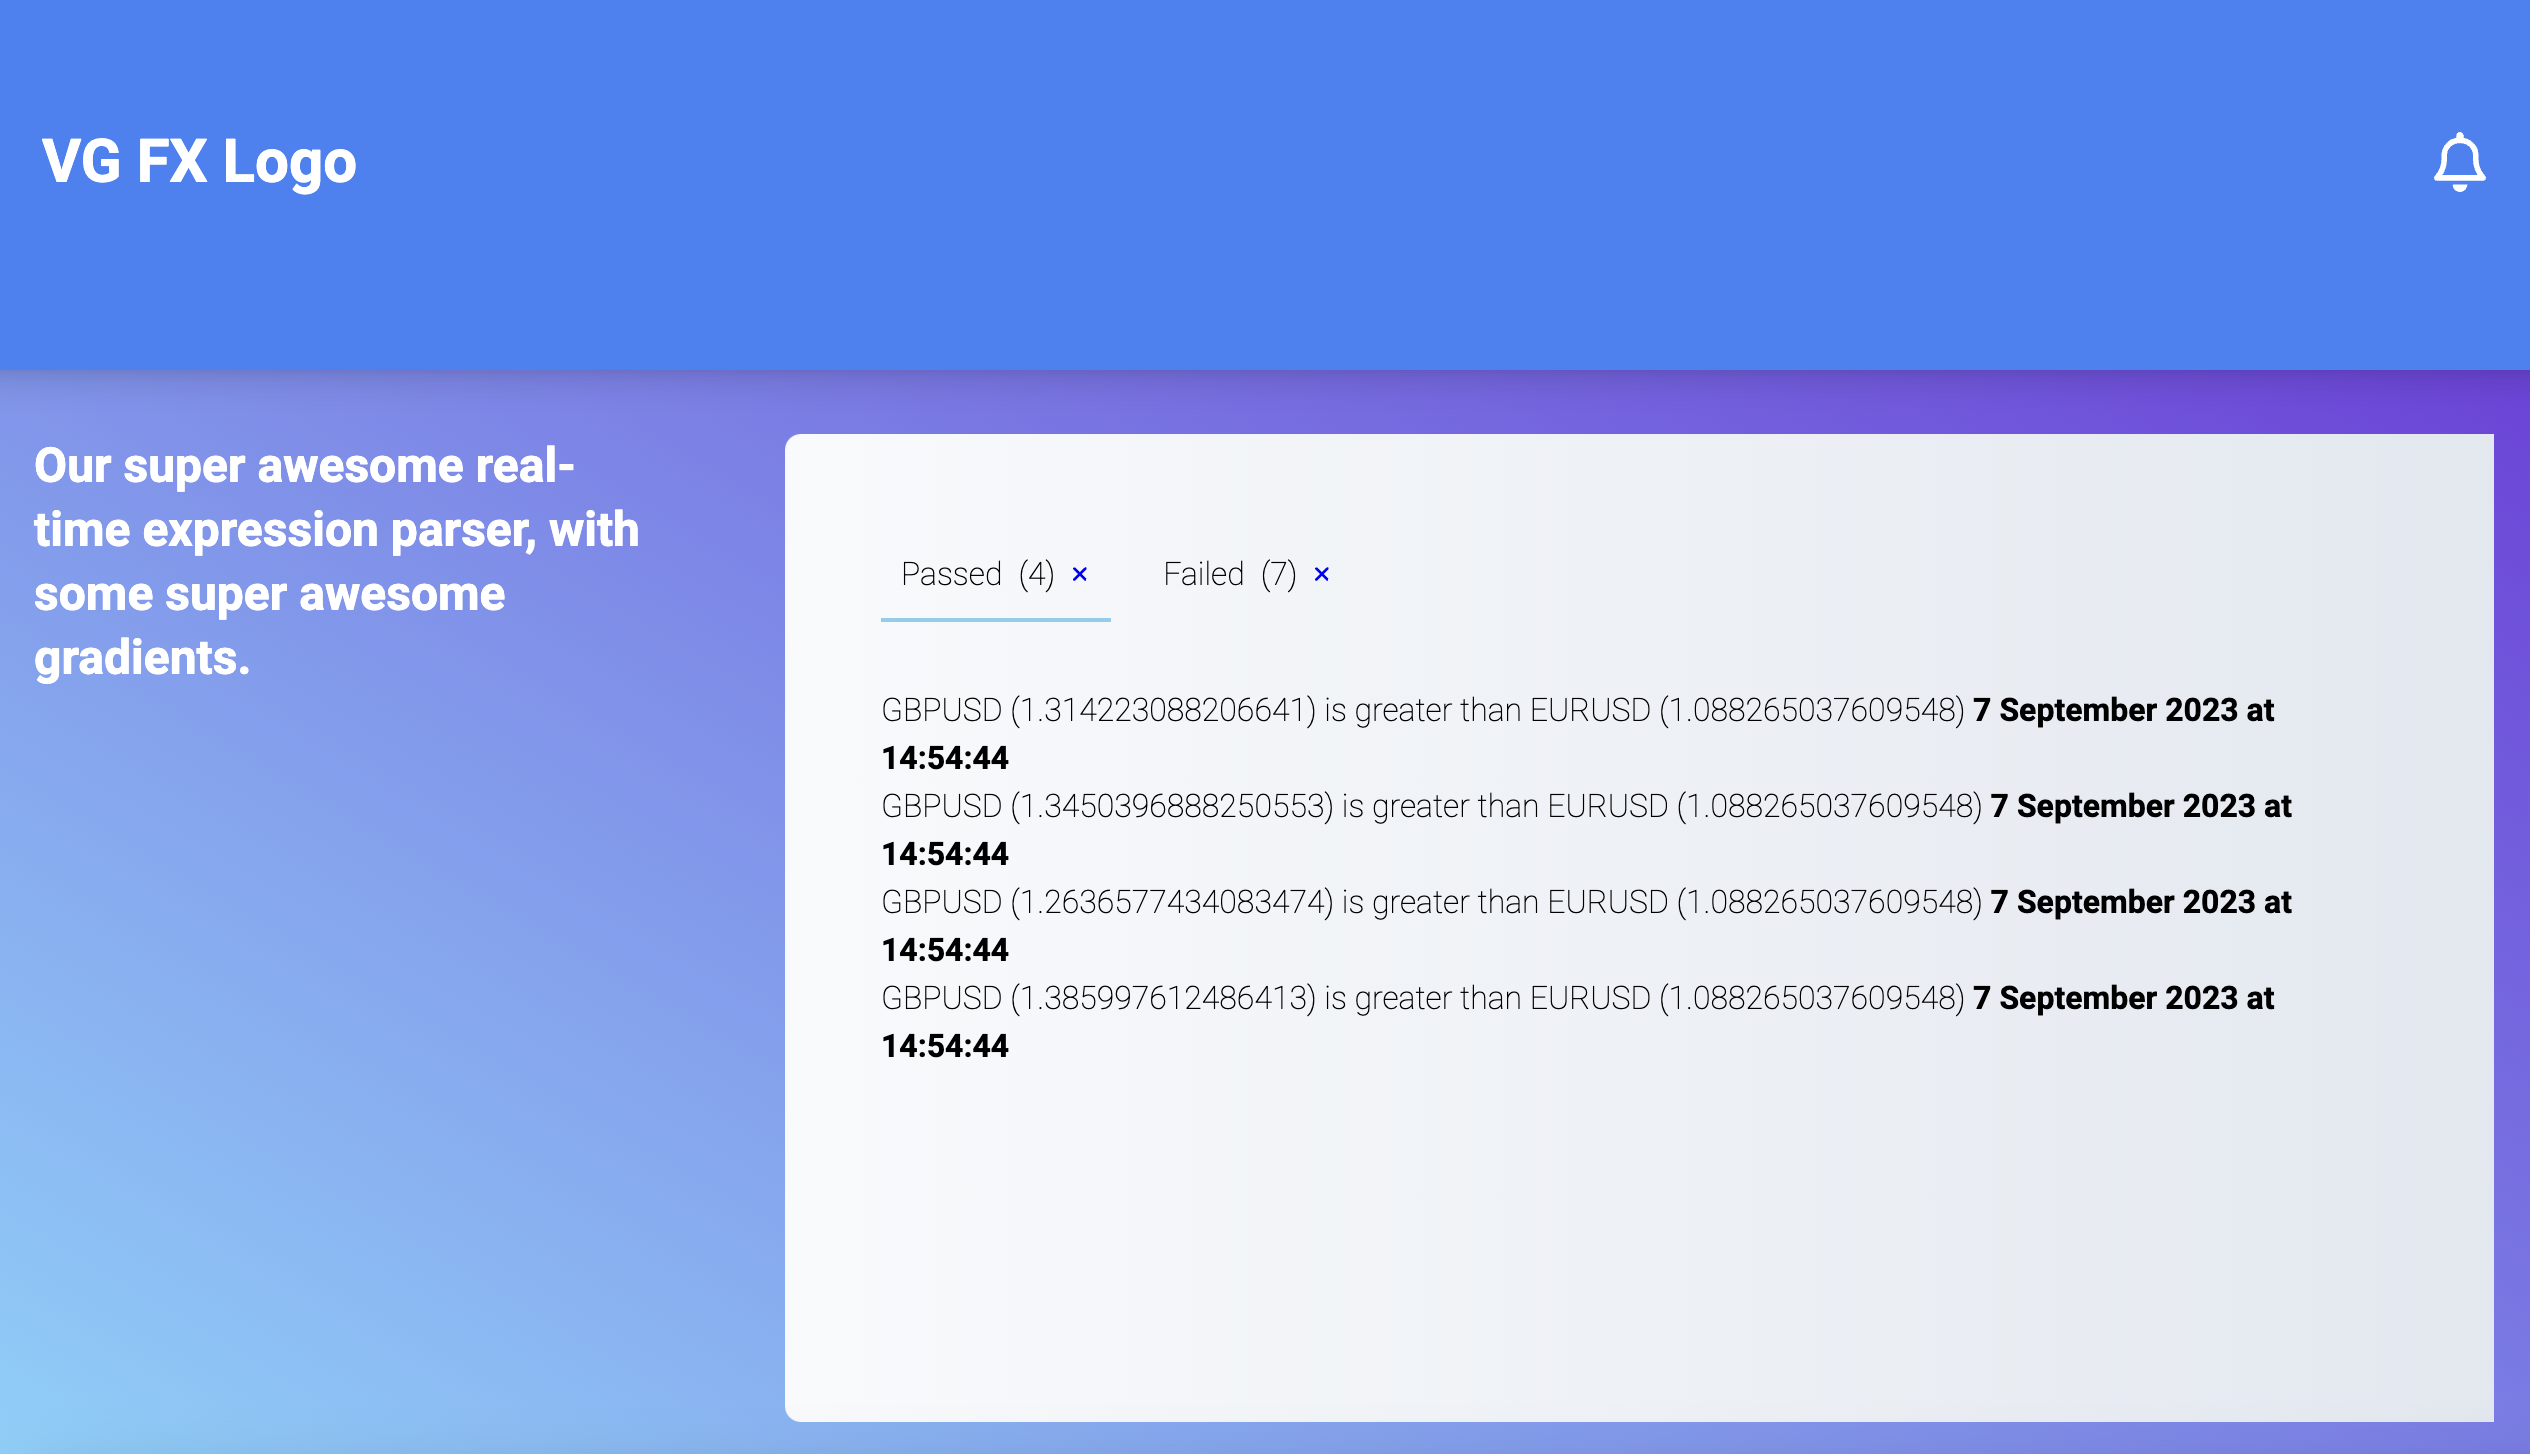 VG FX Logo
Our super awesome real-
time expression parser, with
some super awesome
gradients.
Passed (4) × Failed (7) ×
GBPUSD (1.314223088206641) is greater than EURUSD (1.088265037609548) 7 September 2023 at
14:54:44
GBPUSD (1.3450396888250553) is greater than EURUSD (1.088265037609548) 7 September 2023 at
14:54:44
GBPUSD (1.2636577434083474) is greater than EURUSD (1.088265037609548) 7 September 2023 at
14:54:44
GBPUSD (1.385997612486413) is greater than EURUSD (1.088265037609548) 7 September 2023 at
14:54:44